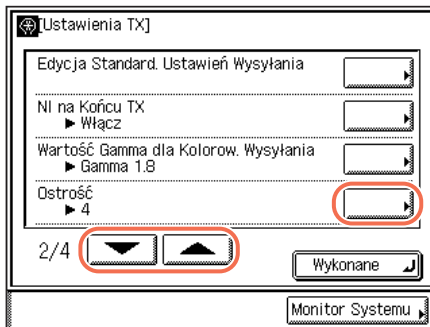 [Ustawienia TX]
Edycja Standard. Ustawień Wysyłania
NI na Końcu TX
► Włącz
Wartość Gamma dla Kolorow. Wysyłania
► Gamma 1.8
Ostrość
► 4
2/4
Wykonane
Monitor Systemu